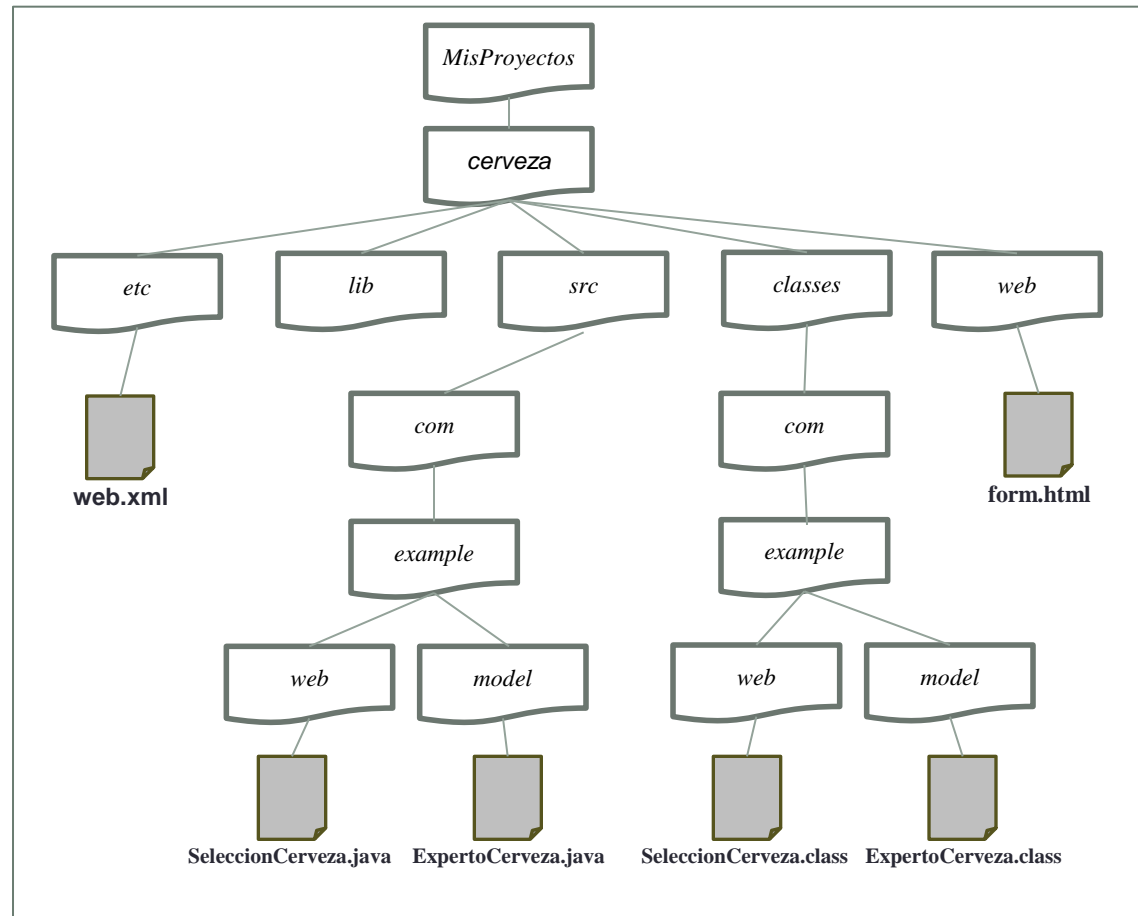 MisProyectos
cerveza
etc
lib
src
classes
web
com
com
web.xml
form.html
example
example
web
model
web
model
SeleccionCerveza.java
ExpertoCerveza.java
SeleccionCerveza.class
ExpertoCerveza.class